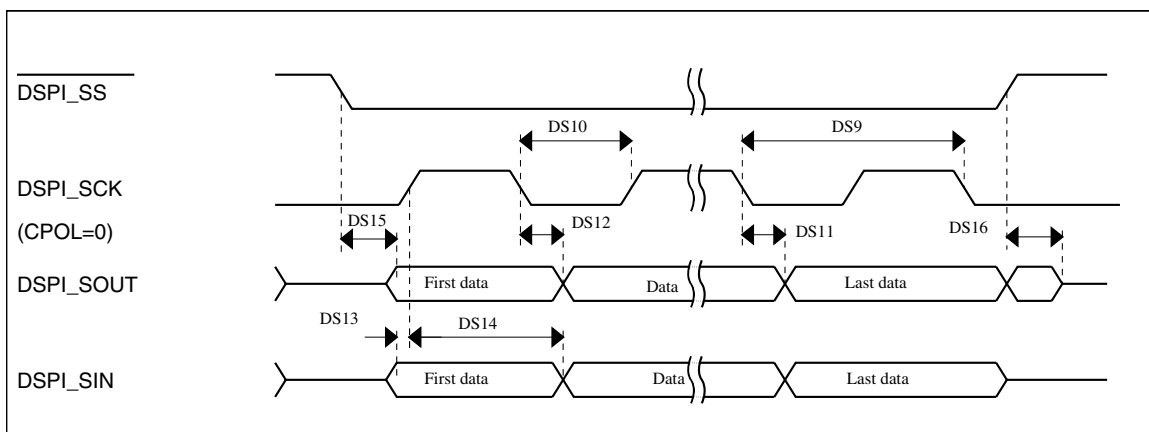 DSPI_SS
DS10
DS9
DSPI_SCK
(CPOL=0)
DS15
DS12
DS11
DS16
DSPI_SOUT
First data
Data
Last data
DS13
DS14
DSPI_SIN
First data
Data
Last data